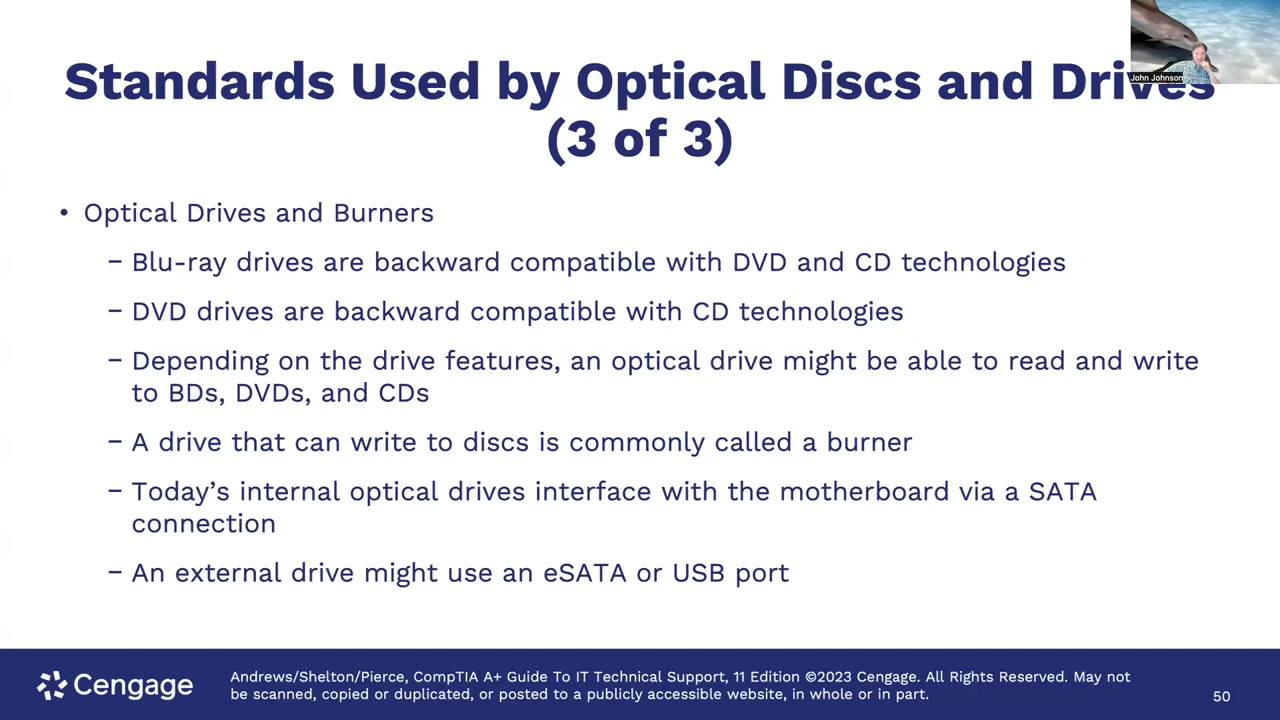 John Johnson
Standards Used by Optical Discs and Drives
(3 of 3)
• Optical Drives and Burners
– Blu-ray drives are backward compatible with DVD and CD technologies
– DVD drives are backward compatible with CD technologies
– Depending on the drive features, an optical drive might be able to read and write
to BDs, DVDs, and CDs
– A drive that can write to discs is commonly called a burner
– Today’s internal optical drives interface with the motherboard via a SATA
connection
– An external drive might use an eSATA or USB port
Cengage
Andrews/Shelton/Pierce, CompTIA A+ Guide To IT Technical Support, 11 Edition ©2023 Cengage. All Rights Reserved. May not
be scanned, copied or duplicated, or posted to a publicly accessible website, in whole or in part.
50